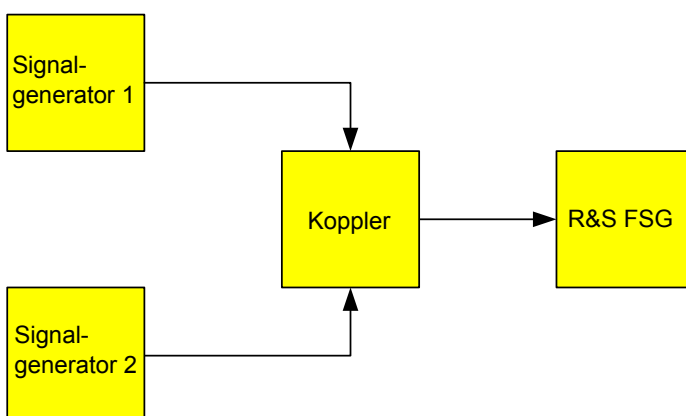 Signal-
generator 1
Koppler
R&S FSG
Signal-
generator 2